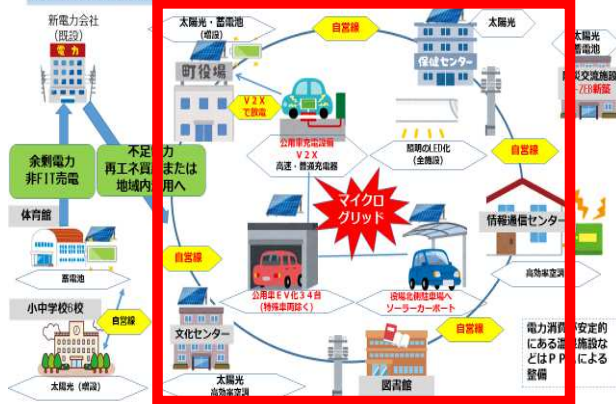 新電力会社
(既設)
電力
太陽光・蓄電池
(増設)
自営線
太陽光
太陽光
蓄電池
町役場
保健センター
防災交流施設
-ZEB新築
V2X
で放電
公用車充電設備
V2X
高速・普通充電器
照明のLED化
(全施設)
余剰電力
非FIT売電
不足電力
再エネ買電または
地域内活用へ
自営線
マイクロ
グリッド
体育館
情報通信センター
自営線
蓄電池
高効率空調
公用車EV化34台
(特殊車両除く)
役場北側駐車場へ
ソーラーカーポート
小中学校6校
自営線
文化センター
自営線
電力消費が安定的
にある
施設な
どはPPAによる
整備
太陽光(増設)
太陽光
高効率空調
図書館